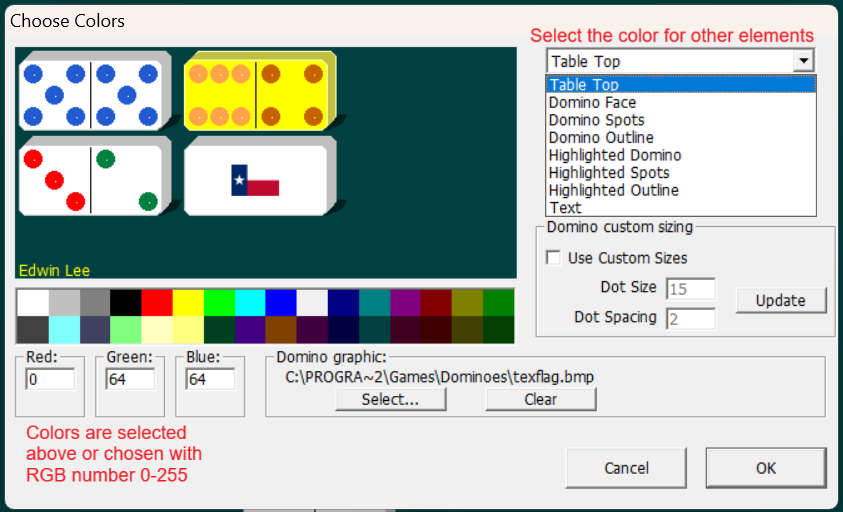 Choose Colors
Select the color for other elements
Table Top
Table Top
Domino Face
Domino Spots
Domino Outline
Highlighted Domino
Highlighted Spots
Highlighted Outline
Text
Edwin Lee
Domino custom sizing
Use Custom Sizes
Dot Size 15
Dot Spacing 2
Update
Red: Green: Blue:
0 64 64
Domino graphic:
C:\PROGRA~2\Games\Dominoes\texflag.bmp
Select... Clear
Colors are selected
above or chosen with
RGB number 0-255
Cancel OK